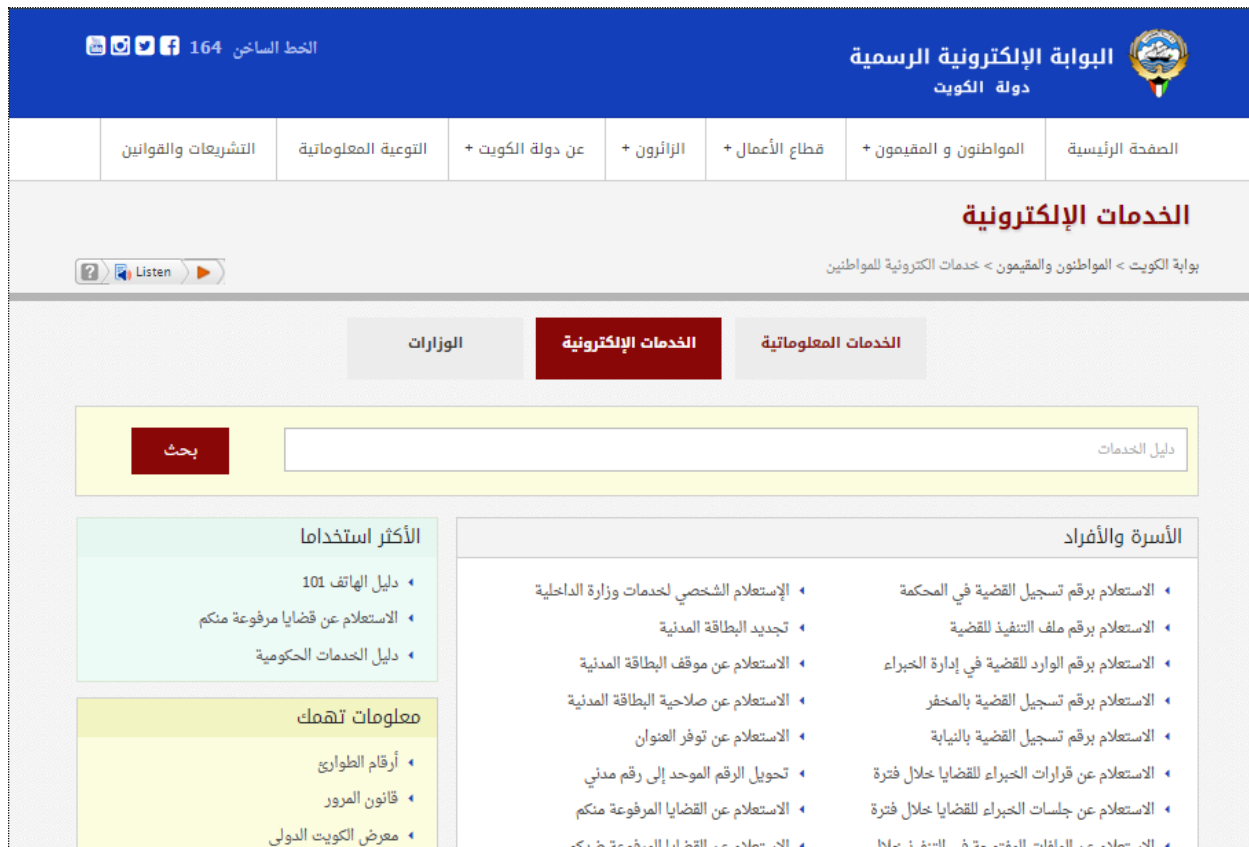 البوابة الإلكترونية الرسمية
دولة الكويت
الخط الساخن 164
الصفحة الرئيسية
المواطنون و المقيمون +
قطاع الأعمال +
الزائرون +
عن دولة الكويت +
التوعية المعلوماتية
التشريعات والقوانين
الخدمات الإلكترونية
بوابة الكويت > المواطنون والمقيمون > خدمات الكترونية للمواطنين
? Listen
الخدمات المعلوماتية
الخدمات الإلكترونية
الوزارات
دليل الخدمات
بحث
الأسرة والأفراد
الاستعلام برقم تسجيل القضية في المحكمة
الاستعلام برقم ملف التنفيذ للقضية
الاستعلام برقم الوارد للقضية في إدارة الخبراء
الاستعلام برقم تسجيل القضية بالمخفر
الاستعلام برقم تسجيل القضية بالنيابة
الاستعلام عن قرارات الخبراء للقضايا خلال فترة
الاستعلام عن جلسات الخبراء للقضايا خلال فترة
الإستعلام الشخصي لخدمات وزارة الداخلية
تجديد البطاقة المدنية
الاستعلام عن موقف البطاقة المدنية
الاستعلام عن صلاحية البطاقة المدنية
الاستعلام عن توفر العنوان
تحويل الرقم الموحد إلى رقم مدني
الاستعلام عن القضايا المرفوعة منكم
الأكثر استخداما
دليل الهاتف 101
الاستعلام عن قضايا مرفوعة منكم
دليل الخدمات الحكومية
معلومات تهمك
أرقام الطوارئ
قانون المرور
معرض الكويت الدولي